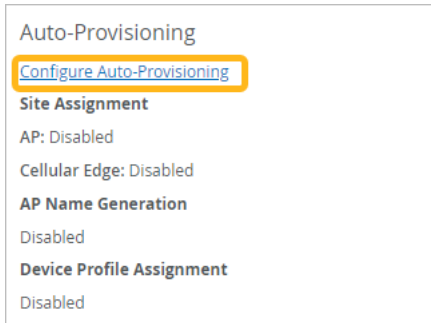 Auto-Provisioning
Configure Auto-Provisioning
Site Assignment
AP: Disabled
Cellular Edge: Disabled
AP Name Generation
Disabled
Device Profile Assignment
Disabled